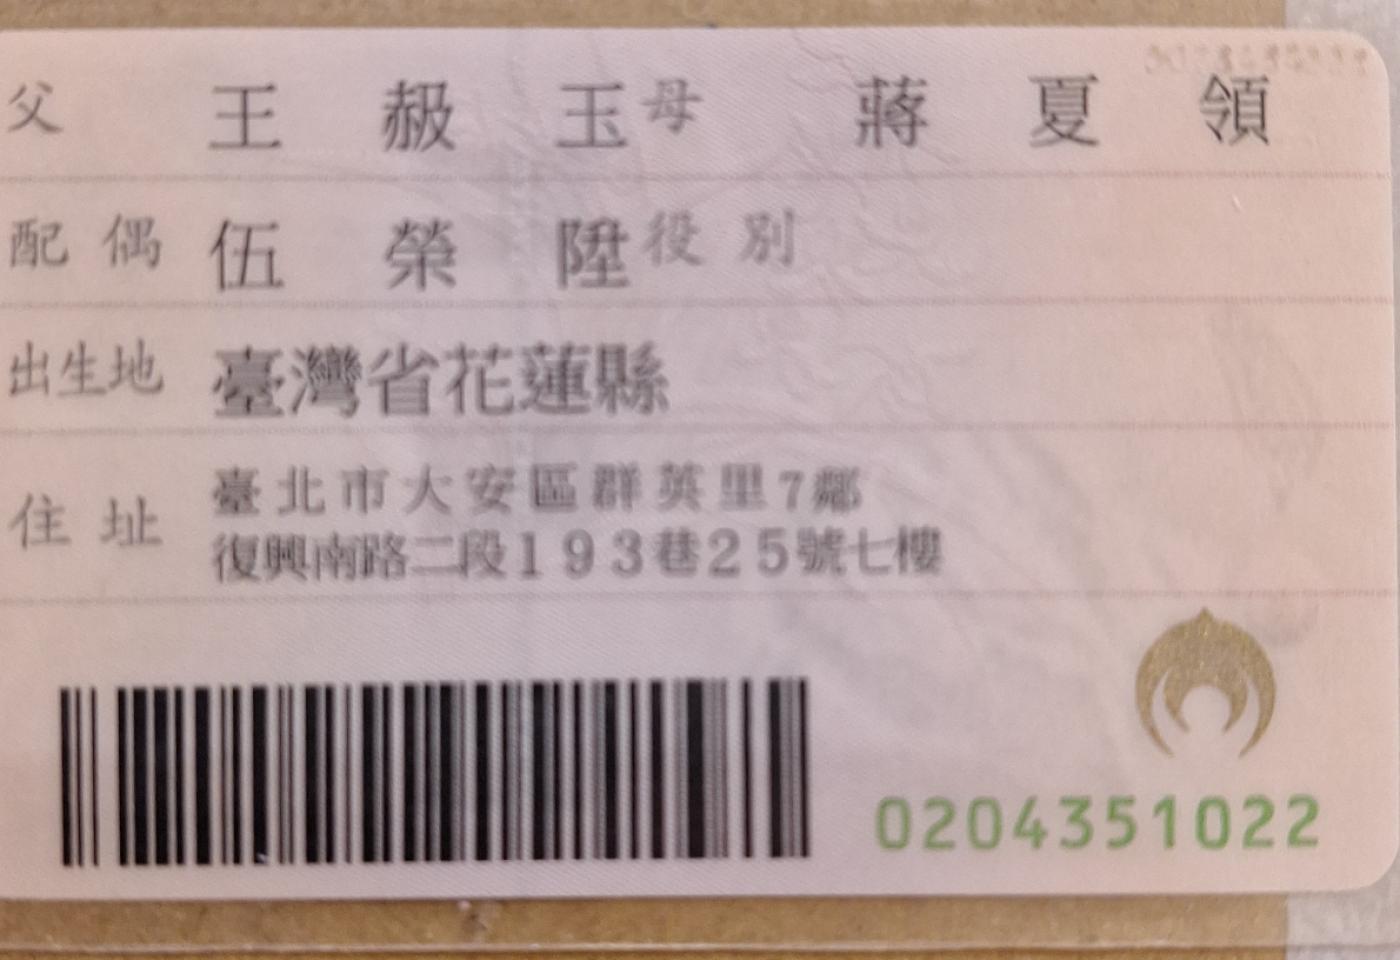 父 王赧玉 母 蔣夏領
配偶 伍榮陞 役別
出生地 臺灣省花蓮縣
住址 臺北市大安區群英里7鄰
復興南路二段193巷25號七樓
0204351022